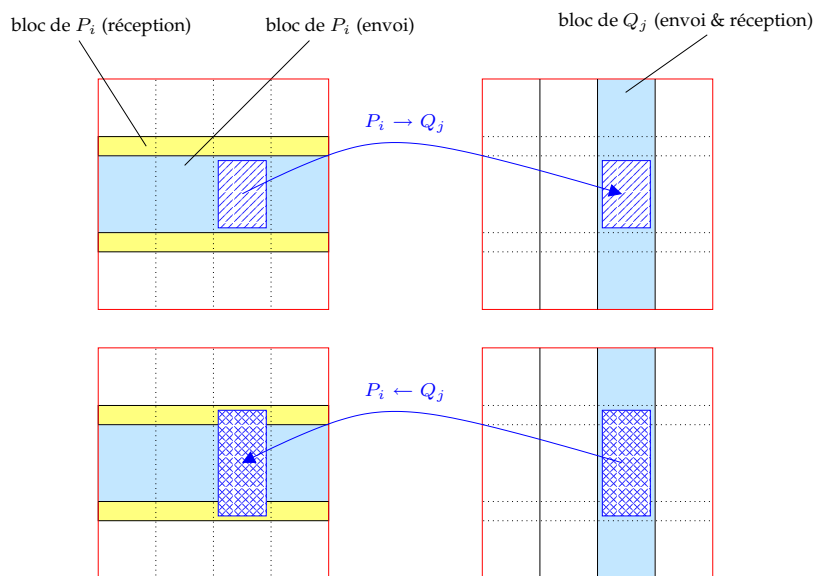 bloc de P_i (réception)
bloc de P_i (envoi)
bloc de Q_j (envoi & réception)
P_i → Q_j
P_i ← Q_j